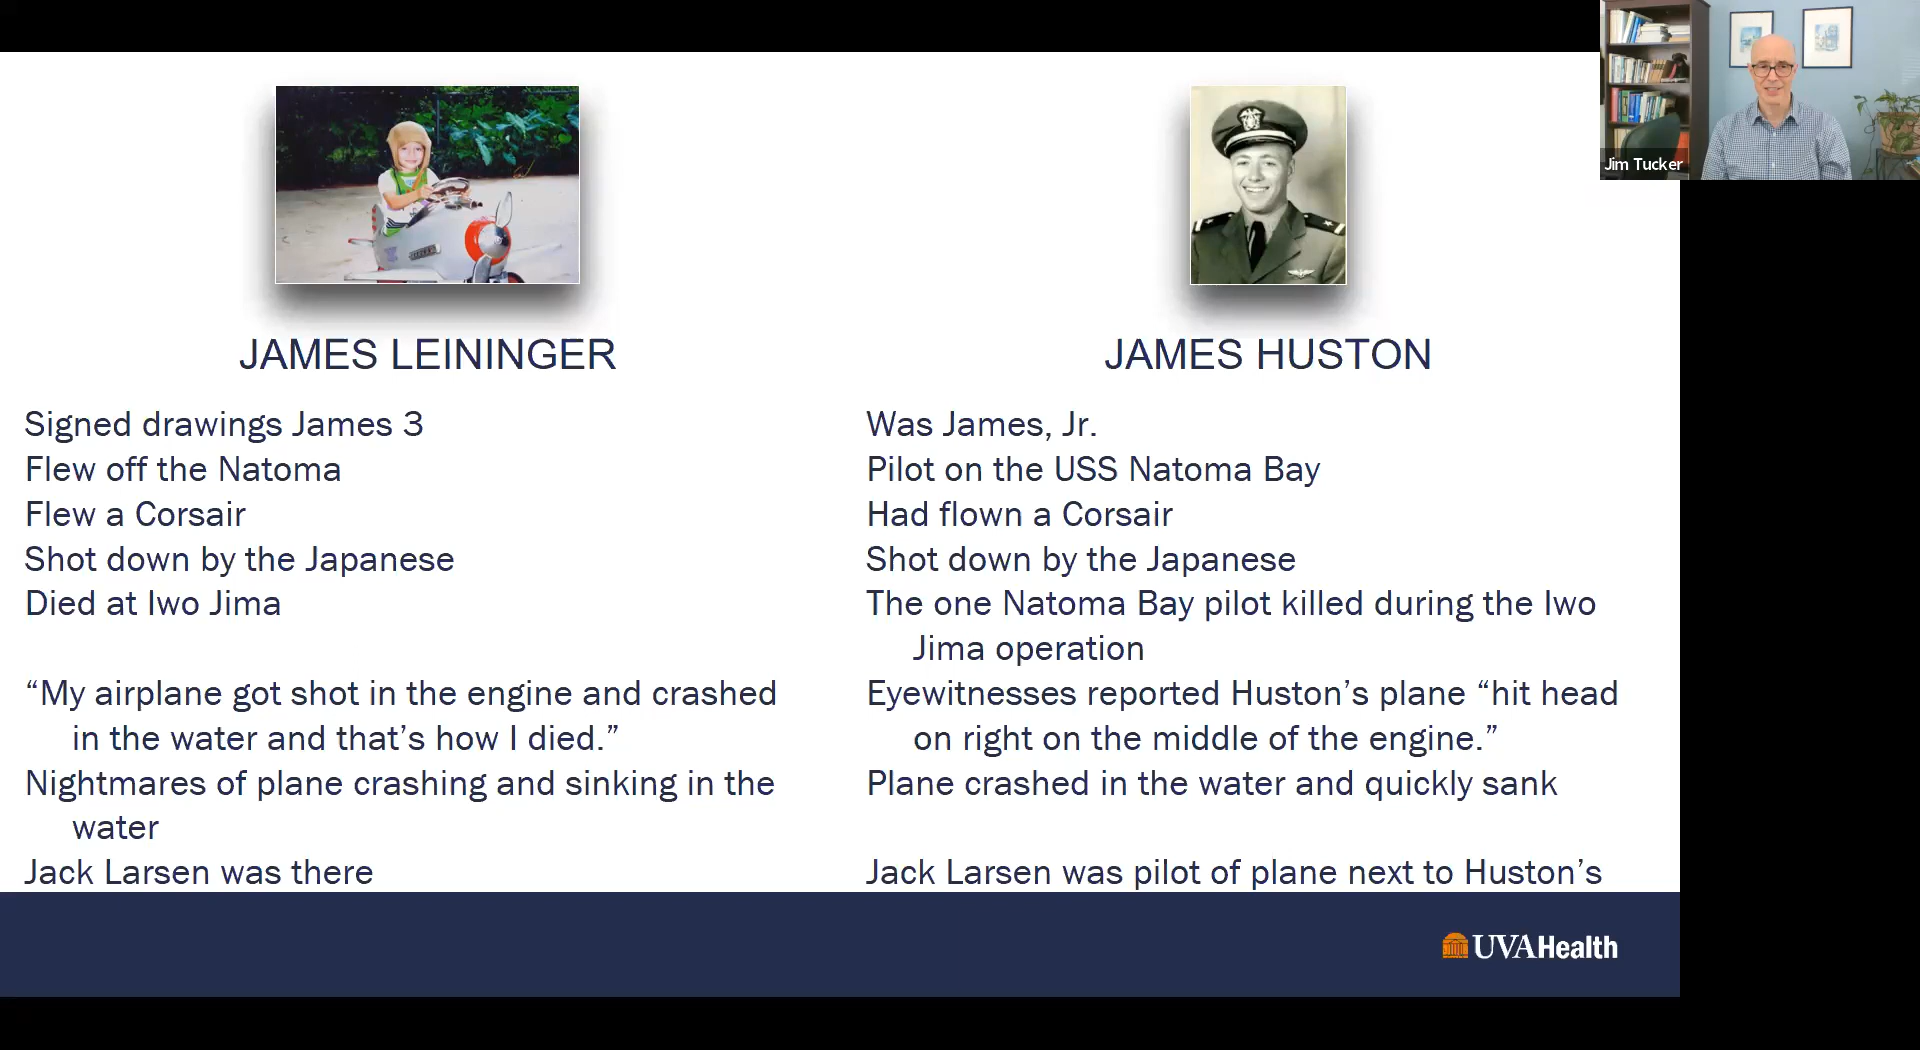 Jim Tucker
JAMES LEININGER
Signed drawings James 3
Flew off the Natoma
Flew a Corsair
Shot down by the Japanese
Died at Iwo Jima
“My airplane got shot in the engine and crashed
in the water and that’s how I died.”
Nightmares of plane crashing and sinking in the
water
Jack Larsen was there
JAMES HUSTON
Was James, Jr.
Pilot on the USS Natoma Bay
Had flown a Corsair
Shot down by the Japanese
The one Natoma Bay pilot killed during the Iwo
Jima operation
Eyewitnesses reported Huston’s plane “hit head
on right on the middle of the engine.”
Plane crashed in the water and quickly sank
Jack Larsen was pilot of plane next to Huston’s
UVAHealth